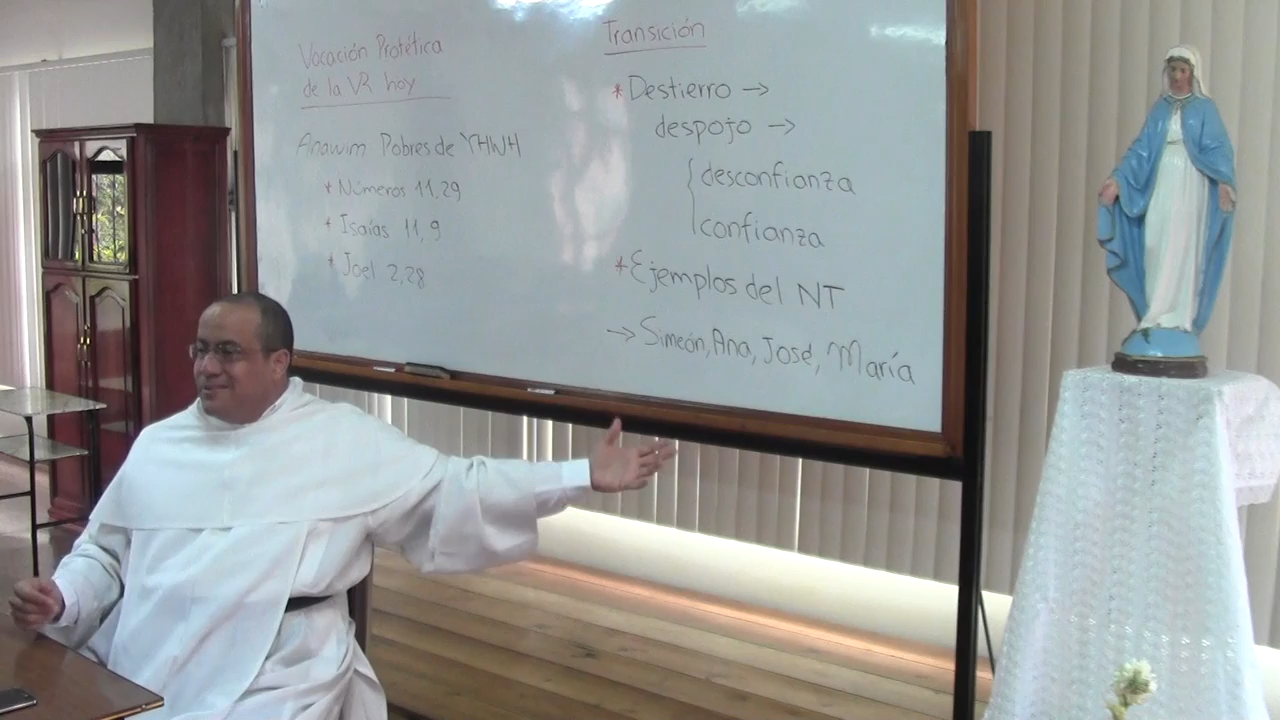 Vocación Profética
de la VR hoy
Anawim Pobres de YHWH
* Números 11,29
* Isaías 11,9
* Joel 2,28
Transición
* Destierro →
despojo →
desconfianza
confianza
* Ejemplos del NT
→ Simeón, Ana, José, María